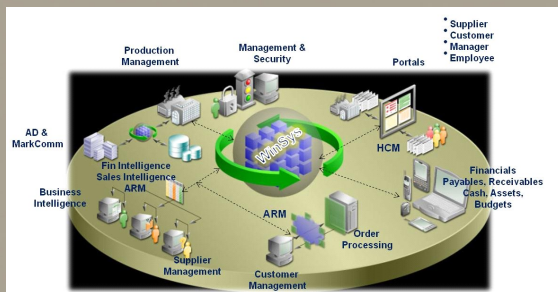 Supplier
Customer
Manager
Employee
Production
Management
Management &
Security
Portals
AD &
MarkComm
WinSys
HCM
Fin Intelligence
Sales Intelligence
ARM
Business
Intelligence
Financials
Payables, Receivables
Cash, Assets,
Budgets
ARM
Order
Processing
Supplier
Management
Customer
Management